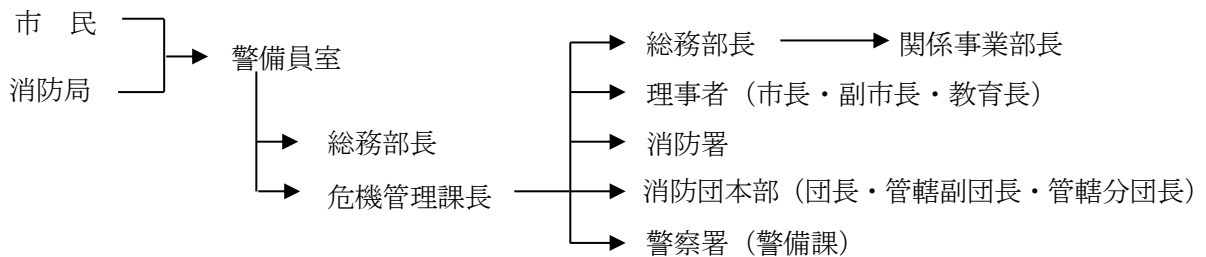 市　民
消防局
警備員室
総務部長
危機管理課長
総務部長
関係事業部長
理事者（市長・副市長・教育長）
消防署
消防団本部（団長・管轄副団長・管轄分団長）
警察署（警備課）